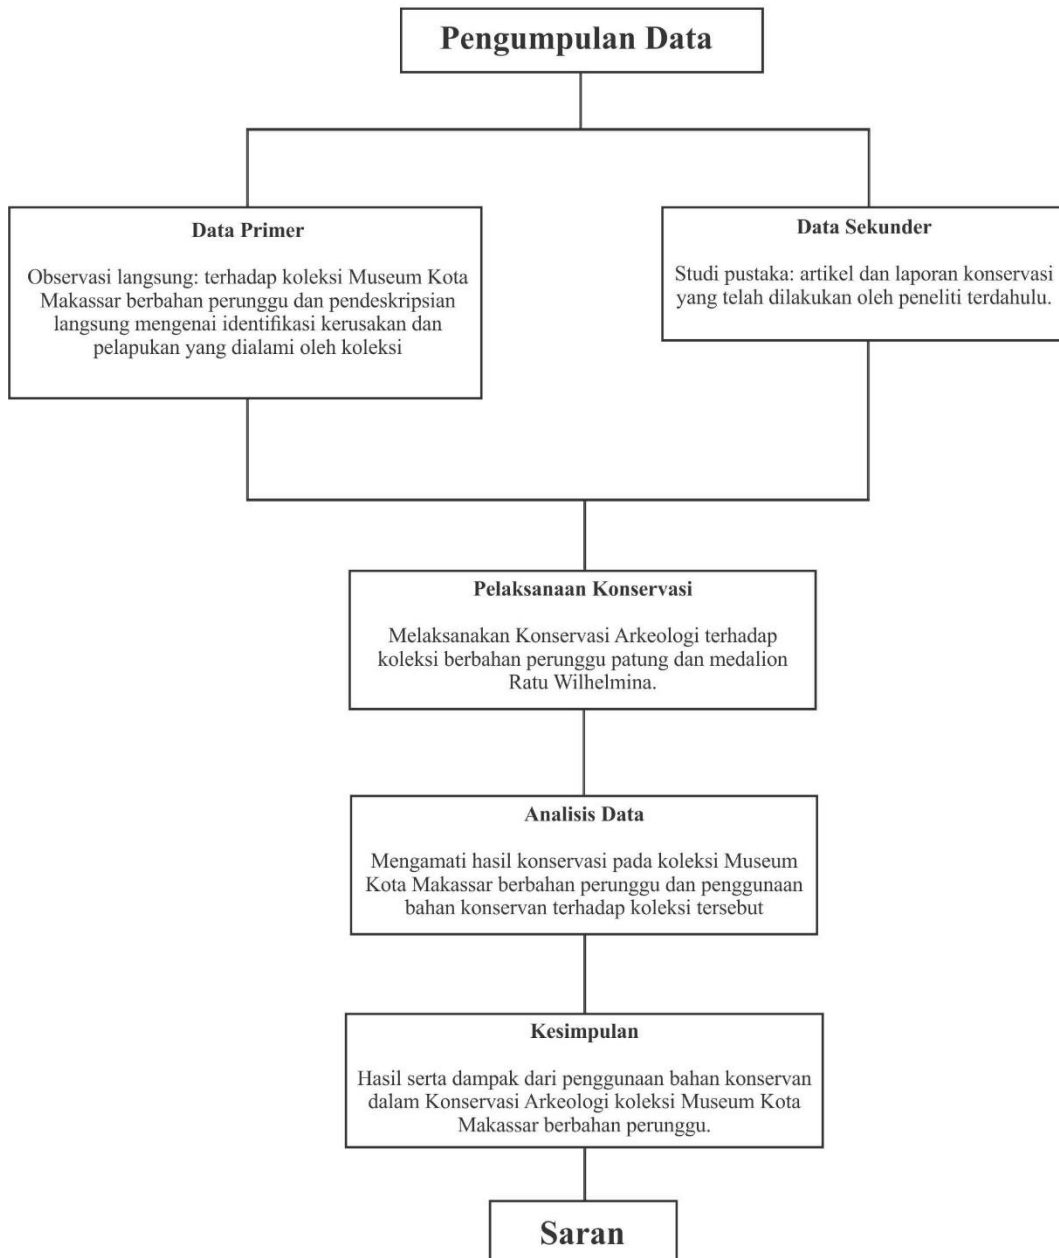 Pengumpulan Data
Data Primer
Observasi langsung: terhadap koleksi Museum Kota
Makassar berbahan perunggu dan pendeskripsian
langsung mengenai identifikasi kerusakan dan
pelapukan yang dialami oleh koleksi
Data Sekunder
Studi pustaka: artikel dan laporan konservasi
yang telah dilakukan oleh peneliti terdahulu.
Pelaksanaan Konservasi
Melaksanakan Konservasi Arkeologi terhadap
koleksi berbahan perunggu patung dan medalion
Ratu Wilhelmina.
Analisis Data
Mengamati hasil konservasi pada koleksi Museum
Kota Makassar berbahan perunggu dan penggunaan
bahan konservan terhadap koleksi tersebut
Kesimpulan
Hasil serta dampak dari penggunaan bahan konservan
dalam Konservasi Arkeologi koleksi Museum Kota
Makassar berbahan perunggu.
Saran